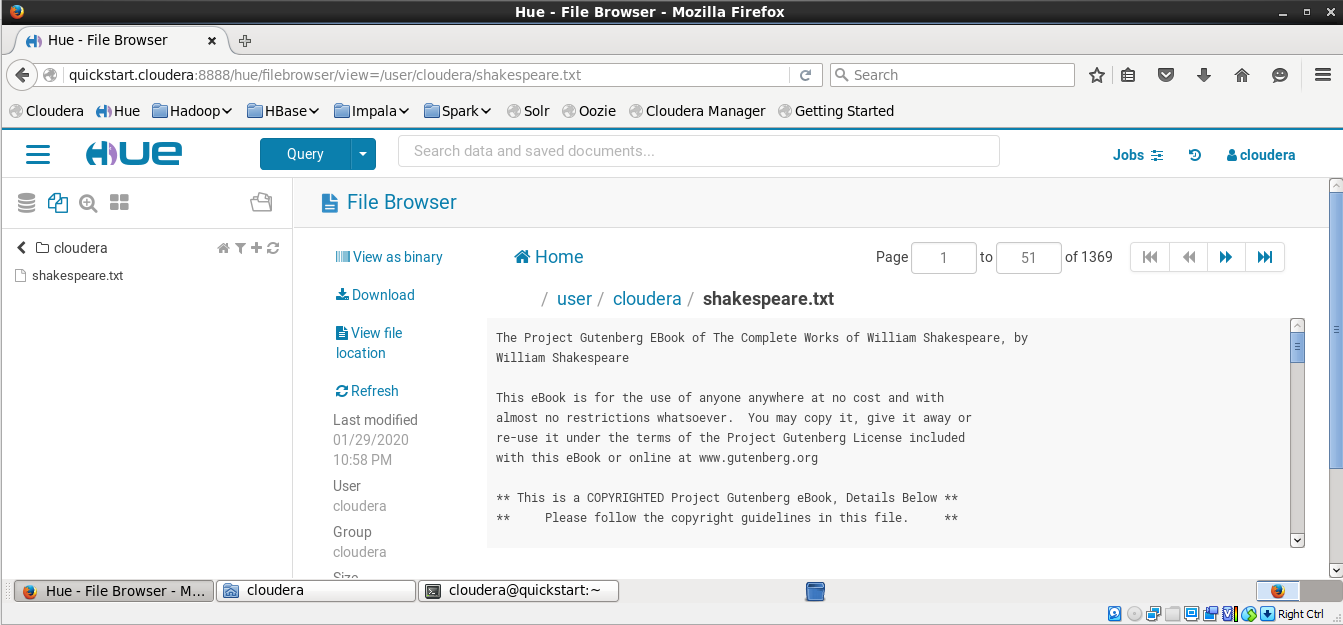 Hue - File Browser - Mozilla Firefox
Hue - File Browser
quickstart.cloudera:8888/hue/filebrowser/view=/user/cloudera/shakespeare.txt
Search
Cloudera Hue Hadoop HBase Impala Spark Solr Oozie Cloudera Manager Getting Started
HUE Query Search data and saved documents... Jobs cloudera
File Browser
cloudera
shakespeare.txt
View as binary
Download
View file
location
Refresh
Last modified
01/29/2020
10:58 PM
User
cloudera
Group
cloudera
Size
Home
Page 1 to 51 of 1369
/ user / cloudera / shakespeare.txt
The Project Gutenberg EBook of The Complete Works of William Shakespeare, by
William Shakespeare
This eBook is for the use of anyone anywhere at no cost and with
almost no restrictions whatsoever.  You may copy it, give it away or
re-use it under the terms of the Project Gutenberg License included
with this eBook or online at www.gutenberg.org
** This is a COPYRIGHTED Project Gutenberg eBook, Details Below **
**     Please follow the copyright guidelines in this file.     **
Hue - File Browser - M... cloudera cloudera@quickstart:~
Right Ctrl